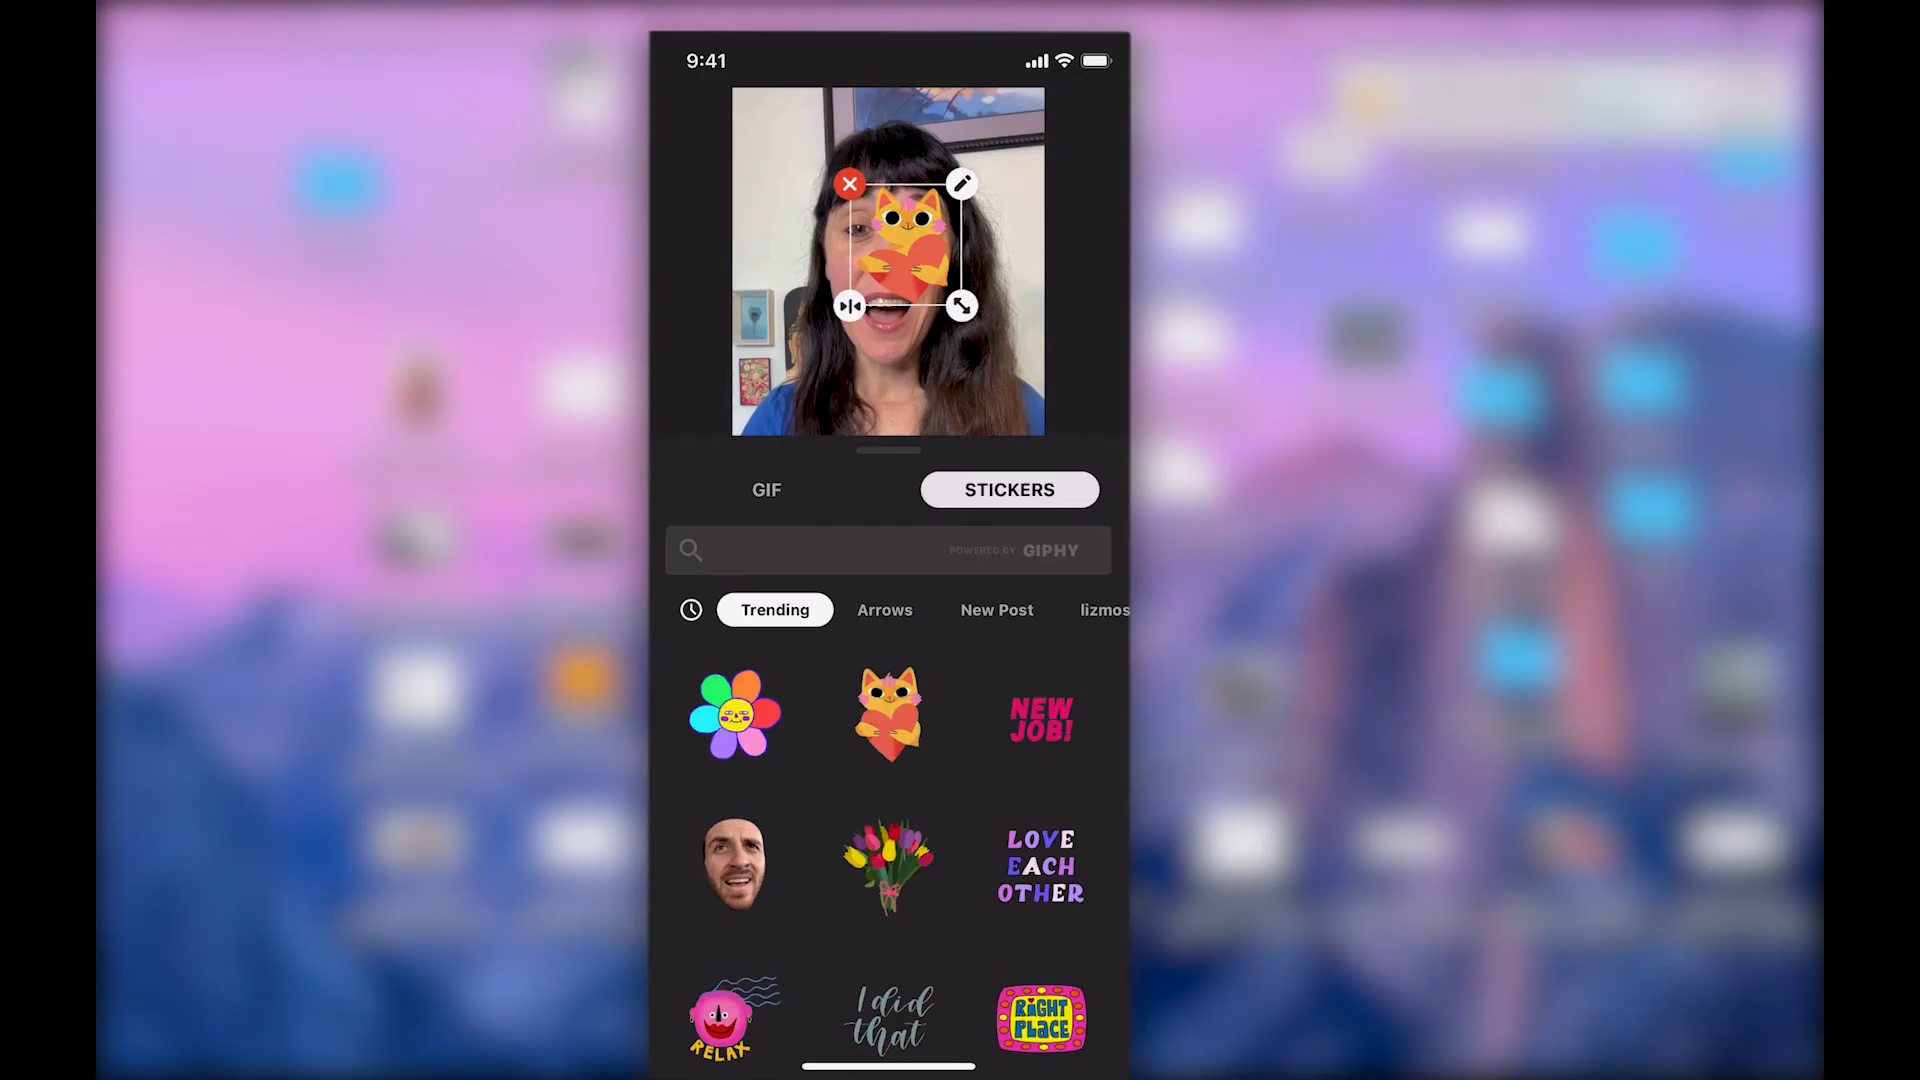 9:41
GIF
STICKERS
POWERED BY GIPHY
Trending
Arrows
New Post
lizmos
NEW
JOB!
LOVE
EACH
OTHER
RELAX
I did
that
RIGHT
PLACE